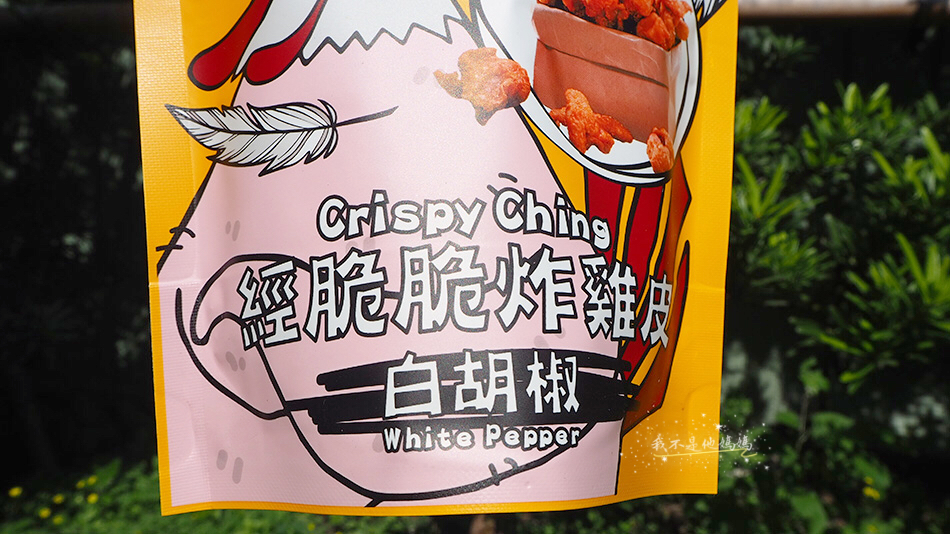 Crispy Ching
經脆脆炸雞皮
白胡椒
White Pepper
我不是他媽媽